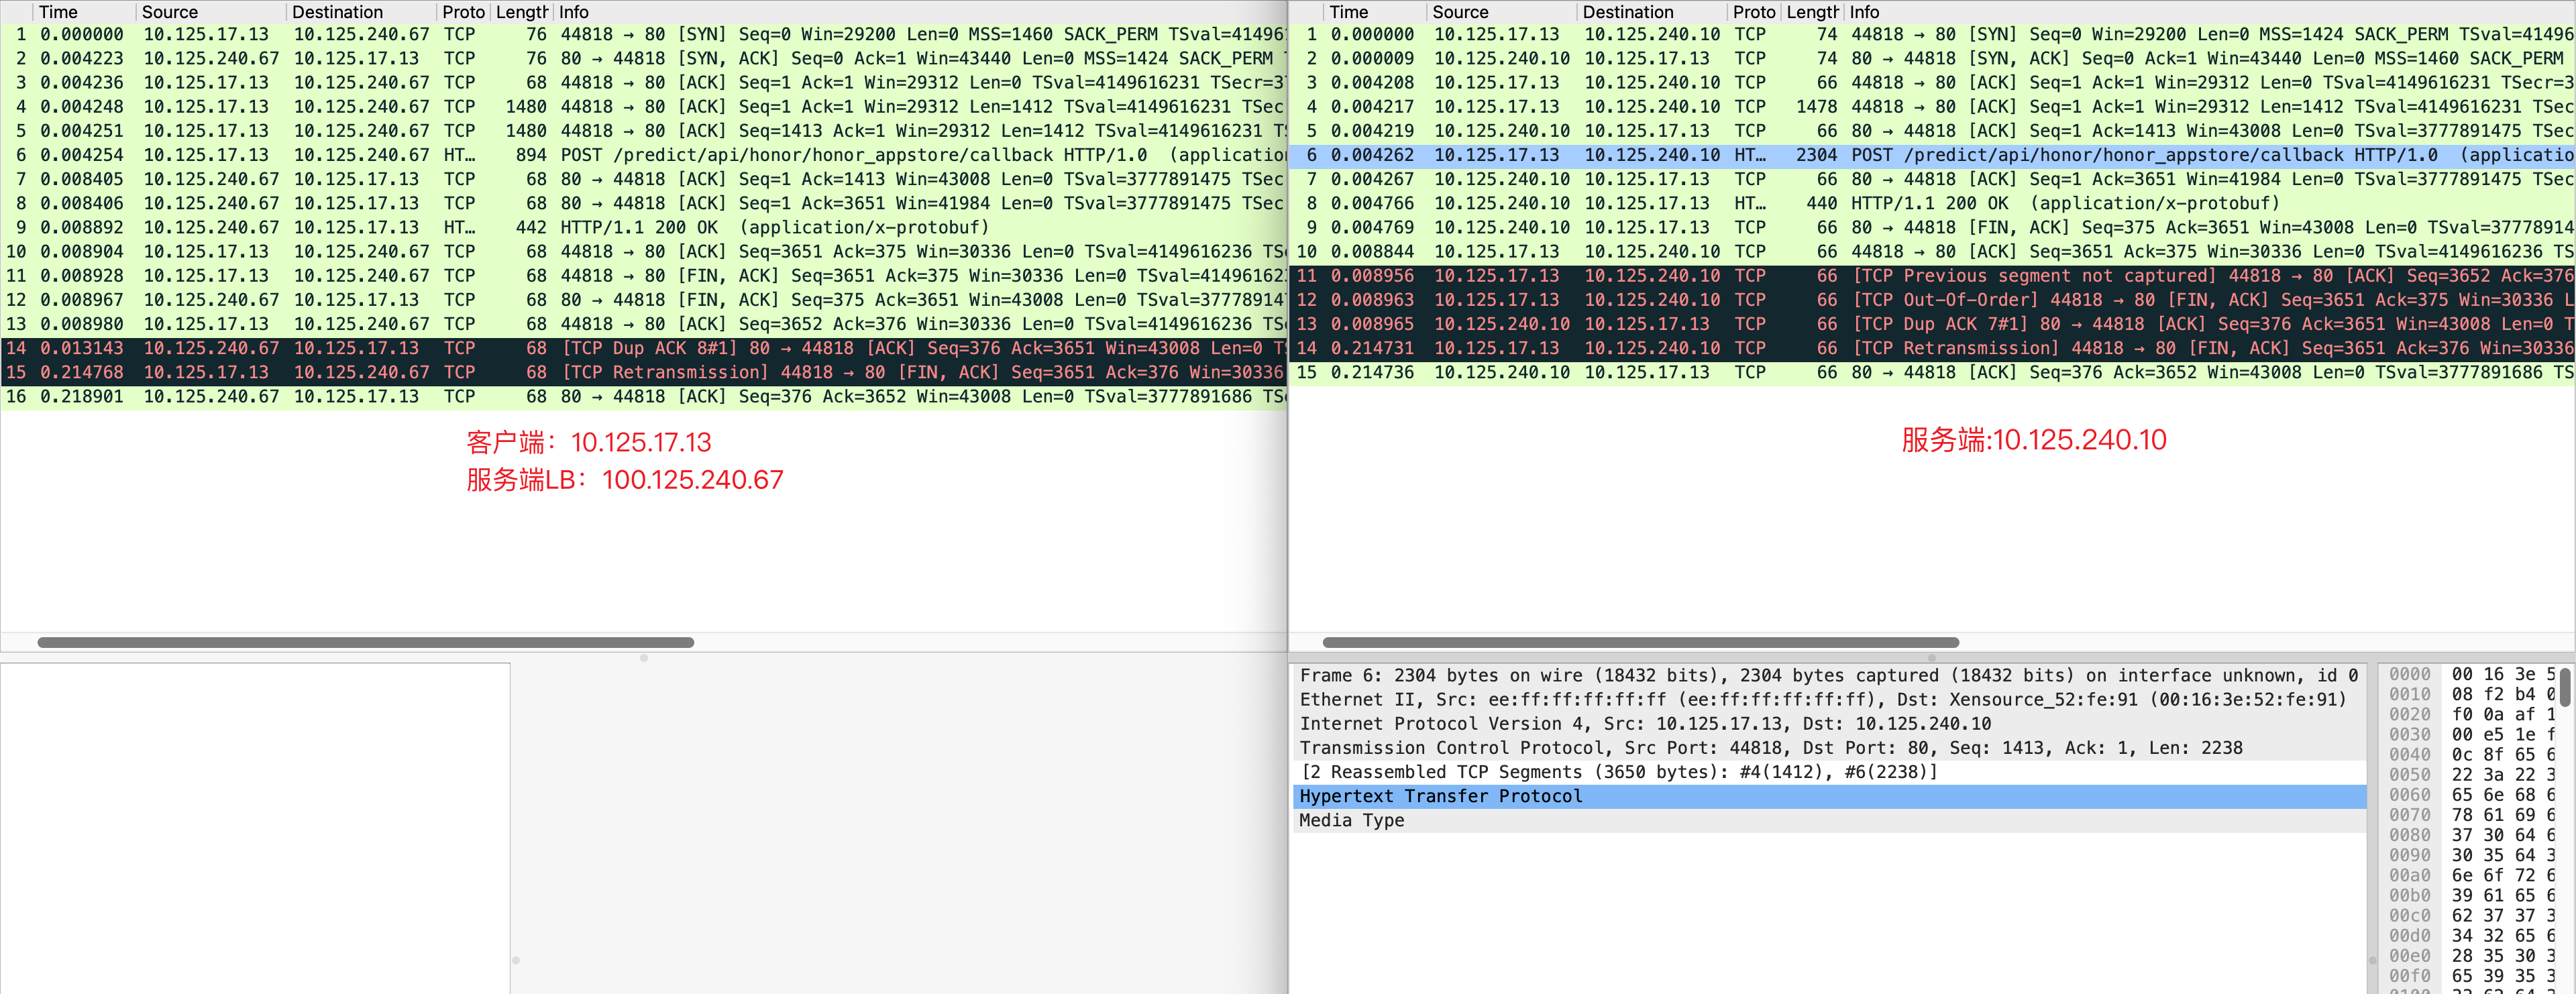 Time Source Destination Proto Length Info
1 0.000000 10.125.17.13 10.125.240.67 TCP 76 44818 → 80 [SYN] Seq=0 Win=29200 Len=0 MSS=1460 SACK_PERM TSval=41496
2 0.004223 10.125.240.67 10.125.17.13 TCP 76 80 → 44818 [SYN, ACK] Seq=0 Ack=1 Win=43440 Len=0 MSS=1424 SACK_PERM
3 0.004236 10.125.17.13 10.125.240.67 TCP 68 44818 → 80 [ACK] Seq=1 Ack=1 Win=29312 Len=0 TSval=4149616231 TSecr=3
4 0.004248 10.125.17.13 10.125.240.67 TCP 1480 44818 → 80 [ACK] Seq=1 Ack=1 Win=29312 Len=1412 TSval=4149616231 TSec
5 0.004251 10.125.17.13 10.125.240.67 TCP 1480 44818 → 80 [ACK] Seq=1413 Ack=1 Win=29312 Len=1412 TSval=4149616231 T
6 0.004254 10.125.17.13 10.125.240.67 HT… 894 POST /predict/api/honor/honor_appstore/callback HTTP/1.0 (application
7 0.008405 10.125.240.67 10.125.17.13 TCP 68 80 → 44818 [ACK] Seq=1 Ack=1413 Win=43008 Len=0 TSval=3777891475 TSec
8 0.008406 10.125.240.67 10.125.17.13 TCP 68 80 → 44818 [ACK] Seq=1 Ack=3651 Win=41984 Len=0 TSval=3777891475 TSec
9 0.008892 10.125.240.67 10.125.17.13 HT… 442 HTTP/1.1 200 OK (application/x-protobuf)
10 0.008904 10.125.17.13 10.125.240.67 TCP 68 44818 → 80 [ACK] Seq=3651 Ack=375 Win=30336 Len=0 TSval=4149616236 TS
11 0.008928 10.125.17.13 10.125.240.67 TCP 68 44818 → 80 [FIN, ACK] Seq=3651 Ack=375 Win=30336 Len=0 TSval=41496162
12 0.008967 10.125.240.67 10.125.17.13 TCP 68 80 → 44818 [FIN, ACK] Seq=375 Ack=3651 Win=43008 Len=0 TSval=37778914
13 0.008980 10.125.17.13 10.125.240.67 TCP 68 44818 → 80 [ACK] Seq=3652 Ack=376 Win=30336 Len=0 TSval=4149616236 TS
14 0.013143 10.125.240.67 10.125.17.13 TCP 68 [TCP Dup ACK 8#1] 80 → 44818 [ACK] Seq=376 Ack=3651 Win=43008 Len=0 T
15 0.214768 10.125.17.13 10.125.240.67 TCP 68 [TCP Retransmission] 44818 → 80 [FIN, ACK] Seq=3651 Ack=376 Win=30336
16 0.218901 10.125.240.67 10.125.17.13 TCP 68 80 → 44818 [ACK] Seq=376 Ack=3652 Win=43008 Len=0 TSval=3777891686 TS
客户端：10.125.17.13
服务端LB：100.125.240.67
Time Source Destination Proto Length Info
1 0.000000 10.125.17.13 10.125.240.10 TCP 74 44818 → 80 [SYN] Seq=0 Win=29200 Len=0 MSS=1424 SACK_PERM TSval=41496
2 0.000009 10.125.240.10 10.125.17.13 TCP 74 80 → 44818 [SYN, ACK] Seq=0 Ack=1 Win=43440 Len=0 MSS=1460 SACK_PERM
3 0.004208 10.125.17.13 10.125.240.10 TCP 66 44818 → 80 [ACK] Seq=1 Ack=1 Win=29312 Len=0 TSval=4149616231 TSecr=3
4 0.004217 10.125.17.13 10.125.240.10 TCP 1478 44818 → 80 [ACK] Seq=1 Ack=1 Win=29312 Len=1412 TSval=4149616231 TSec
5 0.004219 10.125.240.10 10.125.17.13 TCP 66 80 → 44818 [ACK] Seq=1 Ack=1413 Win=43008 Len=0 TSval=3777891475 TSec
6 0.004262 10.125.17.13 10.125.240.10 HT… 2304 POST /predict/api/honor/honor_appstore/callback HTTP/1.0 (applicatio
7 0.004267 10.125.240.10 10.125.17.13 TCP 66 80 → 44818 [ACK] Seq=1 Ack=3651 Win=41984 Len=0 TSval=3777891475 TSec
8 0.004766 10.125.240.10 10.125.17.13 HT… 440 HTTP/1.1 200 OK (application/x-protobuf)
9 0.004769 10.125.240.10 10.125.17.13 TCP 66 80 → 44818 [FIN, ACK] Seq=375 Ack=3651 Win=43008 Len=0 TSval=37778914
10 0.008844 10.125.17.13 10.125.240.10 TCP 66 44818 → 80 [ACK] Seq=3651 Ack=375 Win=30336 Len=0 TSval=4149616236 TS
11 0.008956 10.125.17.13 10.125.240.10 TCP 66 [TCP Previous segment not captured] 44818 → 80 [ACK] Seq=3652 Ack=376
12 0.008963 10.125.17.13 10.125.240.10 TCP 66 [TCP Out-Of-Order] 44818 → 80 [FIN, ACK] Seq=3651 Ack=375 Win=30336 L
13 0.008965 10.125.240.10 10.125.17.13 TCP 66 [TCP Dup ACK 7#1] 80 → 44818 [ACK] Seq=376 Ack=3651 Win=43008 Len=0 T
14 0.214731 10.125.17.13 10.125.240.10 TCP 66 [TCP Retransmission] 44818 → 80 [FIN, ACK] Seq=3651 Ack=376 Win=30336
15 0.214736 10.125.240.10 10.125.17.13 TCP 66 80 → 44818 [ACK] Seq=376 Ack=3652 Win=43008 Len=0 TSval=3777891686 TS
服务端:10.125.240.10
Frame 6: 2304 bytes on wire (18432 bits), 2304 bytes captured (18432 bits) on interface unknown, id 0
Ethernet II, Src: ee:ff:ff:ff:ff:ff (ee:ff:ff:ff:ff:ff), Dst: Xensource_52:fe:91 (00:16:3e:52:fe:91)
Internet Protocol Version 4, Src: 10.125.17.13, Dst: 10.125.240.10
Transmission Control Protocol, Src Port: 44818, Dst Port: 80, Seq: 1413, Ack: 1, Len: 2238
[2 Reassembled TCP Segments (3650 bytes): #4(1412), #6(2238)]
Hypertext Transfer Protocol
Media Type
0000 00 16 3e 5
0010 08 f2 b4 0
0020 f0 0a af 1
0030 00 e5 1e f
0040 0c 8f 65 6
0050 22 3a 22 3
0060 65 6e 68 6
0070 78 61 69 6
0080 37 30 64 6
0090 30 35 64 3
00a0 6e 6f 72 6
00b0 39 61 65 6
00c0 62 37 37 3
00d0 34 32 65 6
00e0 28 35 30 3
00f0 65 39 35 3